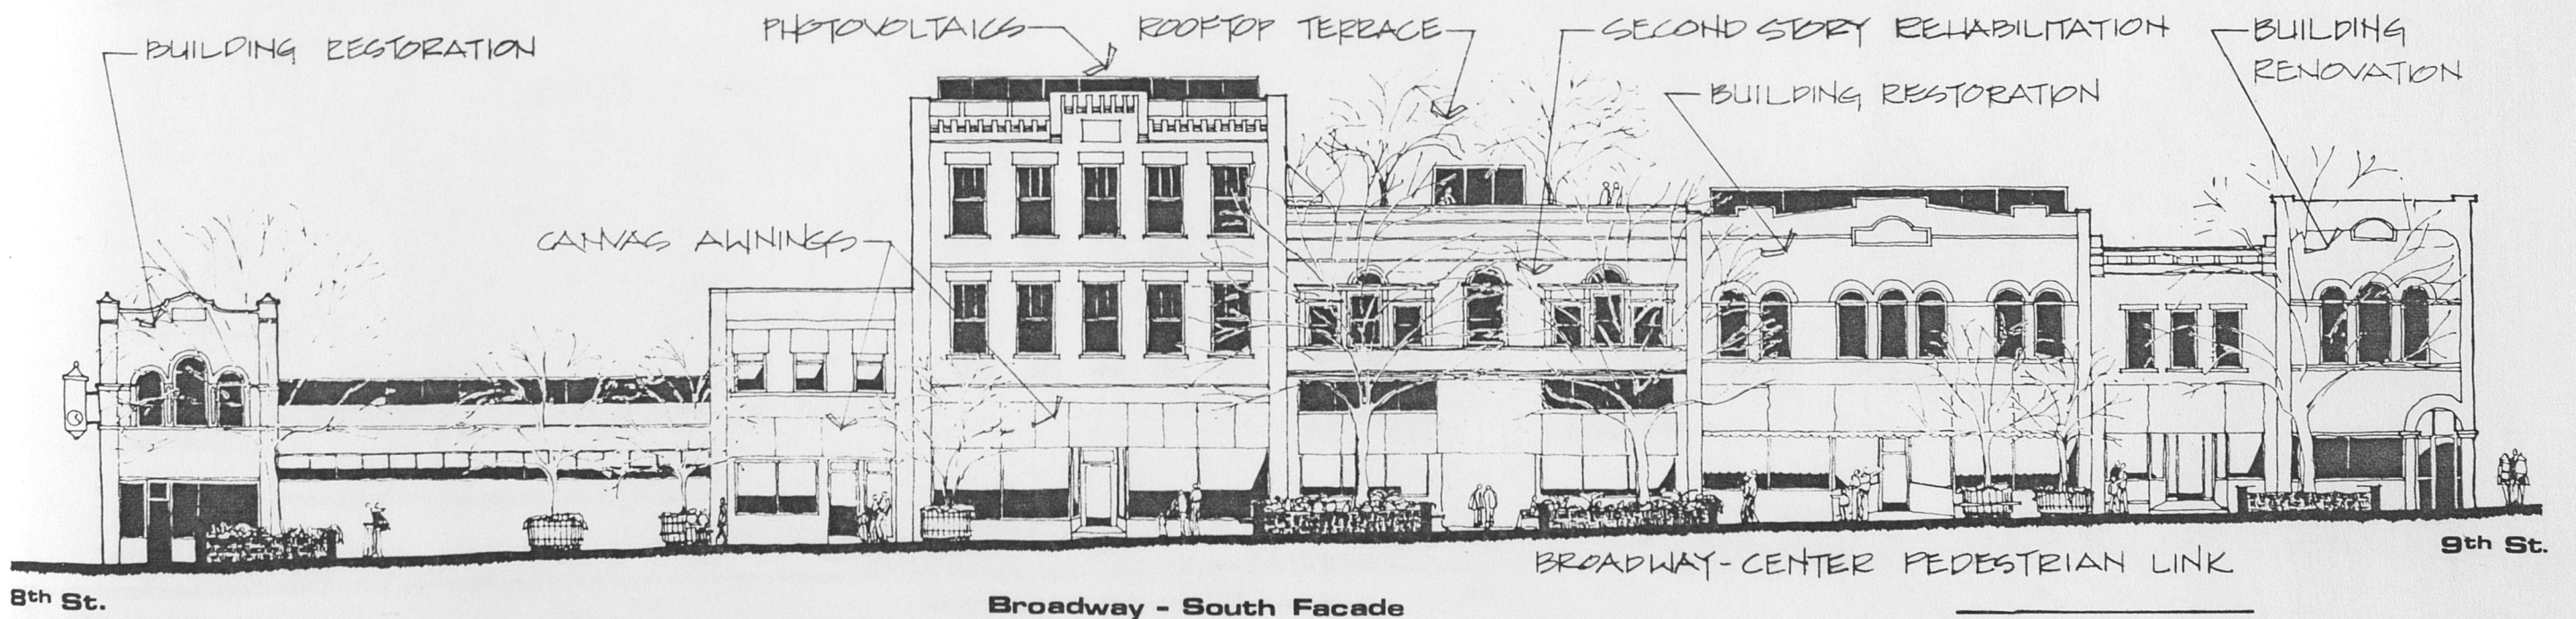 BUILDING RESTORATION
PHOTOVOLTAICS
ROOFTOP TERRACE
SECOND STORY REHABILITATION
BUILDING
RENOVATION
BUILDING RESTORATION
CANVAS AWNINGS
BROADWAY-CENTER PEDESTRIAN LINK
9th St.
8th St.
Broadway - South Facade